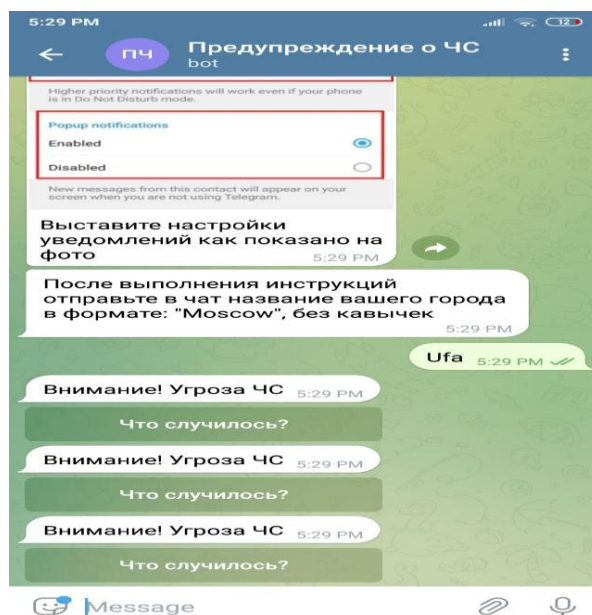 5:29 PM
12
ПЧ
Предупреждение о ЧС
bot
Higher priority notifications will work even if your phone
is in Do Not Disturb mode.
Popup notifications
Enabled
Disabled
New messages from this contact will appear on your
screen when you are not using Telegram.
Выставите настройки
уведомлений как показано на
фото
5:29 PM
После выполнения инструкций
отправьте в чат название вашего города
в формате: "Moscow", без кавычек
5:29 PM
Ufa 5:29 PM
Внимание! Угроза ЧС 5:29 PM
Что случилось?
Внимание! Угроза ЧС 5:29 PM
Что случилось?
Внимание! Угроза ЧС 5:29 PM
Что случилось?
Message